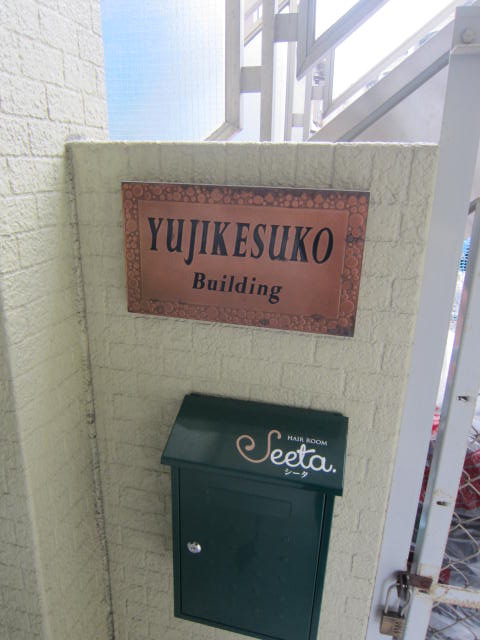 YUJIKESUKO
Building
HAIR ROOM
Seeta.
シータ